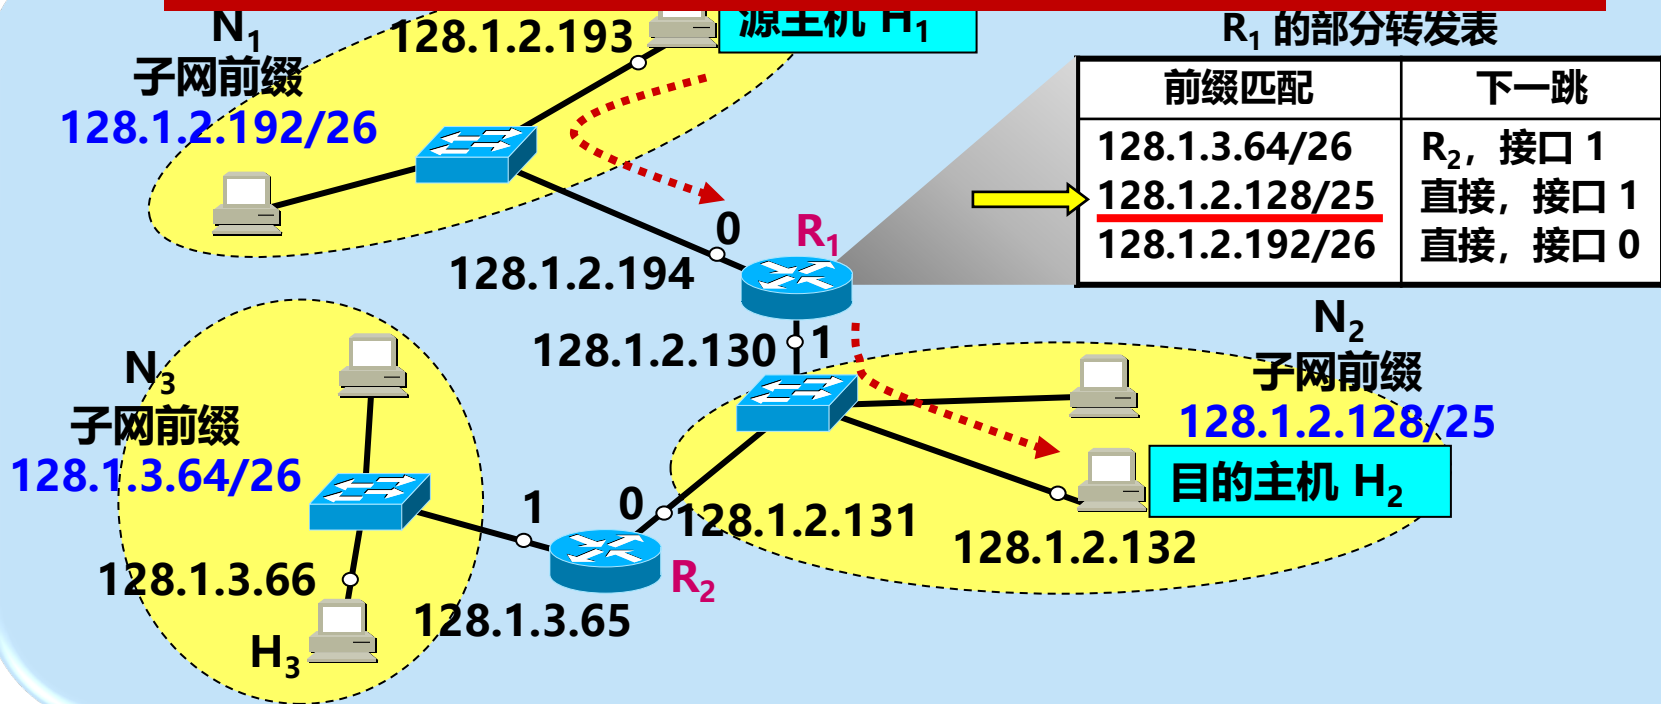 N1
子网前缀
128.1.2.192/26
128.1.2.193
源主机 H1
R1 的部分转发表
前缀匹配 下一跳
128.1.3.64/26 R2，接口 1
128.1.2.128/25 直接，接口 1
128.1.2.192/26 直接，接口 0
0
R1
128.1.2.194
128.1.2.130
1
N2
子网前缀
128.1.2.128/25
目的主机 H2
128.1.2.132
N3
子网前缀
128.1.3.64/26
1
0
128.1.2.131
R2
128.1.3.66
128.1.3.65
H3